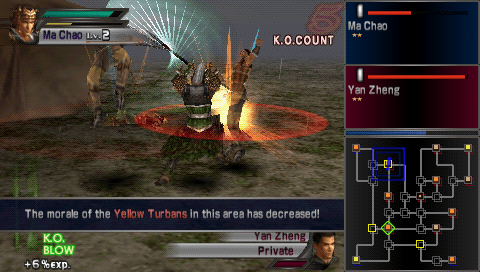 Ma Chao LV.2
K.O.COUNT
Ma Chao
★★
Yan Zheng
★★
The morale of the Yellow Turbans in this area has decreased!
K.O.
BLOW
+6%EXP.
Yan Zheng
Private